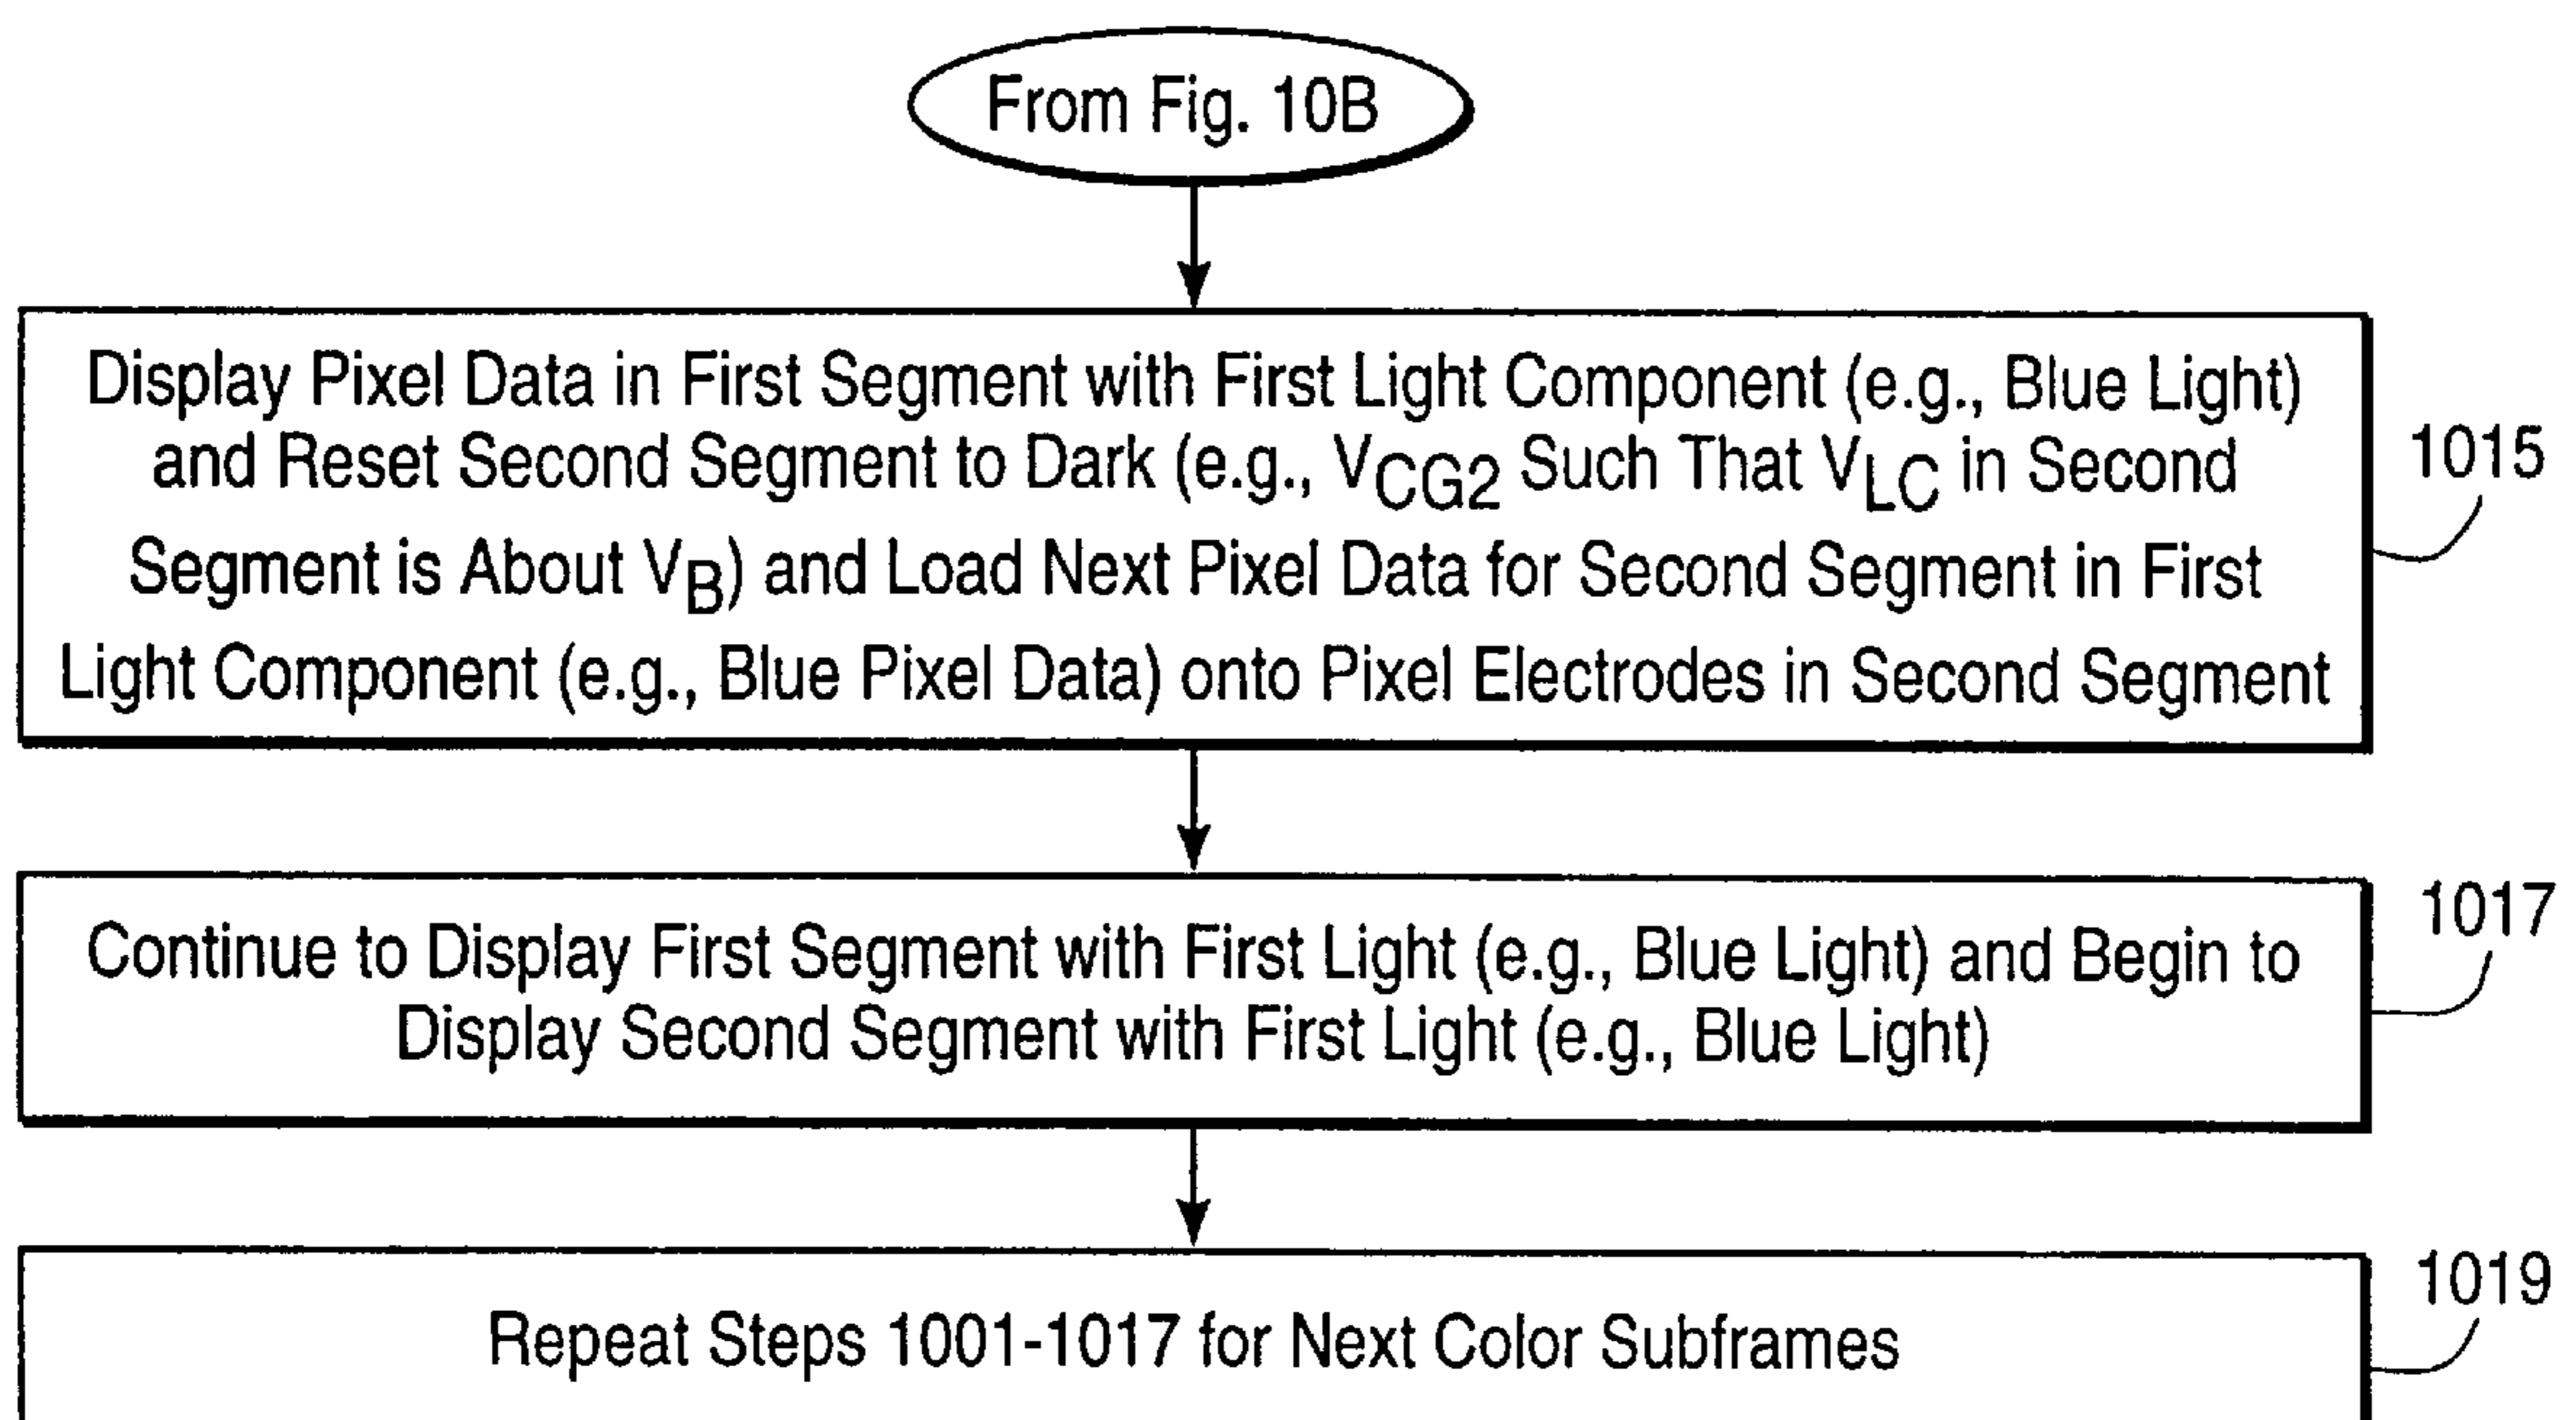 From Fig. 10B
Display Pixel Data in First Segment with First Light Component (e.g., Blue Light)
and Reset Second Segment to Dark (e.g., VCG2 Such That VLC in Second
Segment is About VB) and Load Next Pixel Data for Second Segment in First
Light Component (e.g., Blue Pixel Data) onto Pixel Electrodes in Second Segment
1015
Continue to Display First Segment with First Light (e.g., Blue Light) and Begin to
Display Second Segment with First Light (e.g., Blue Light)
1017
Repeat Steps 1001-1017 for Next Color Subframes
1019